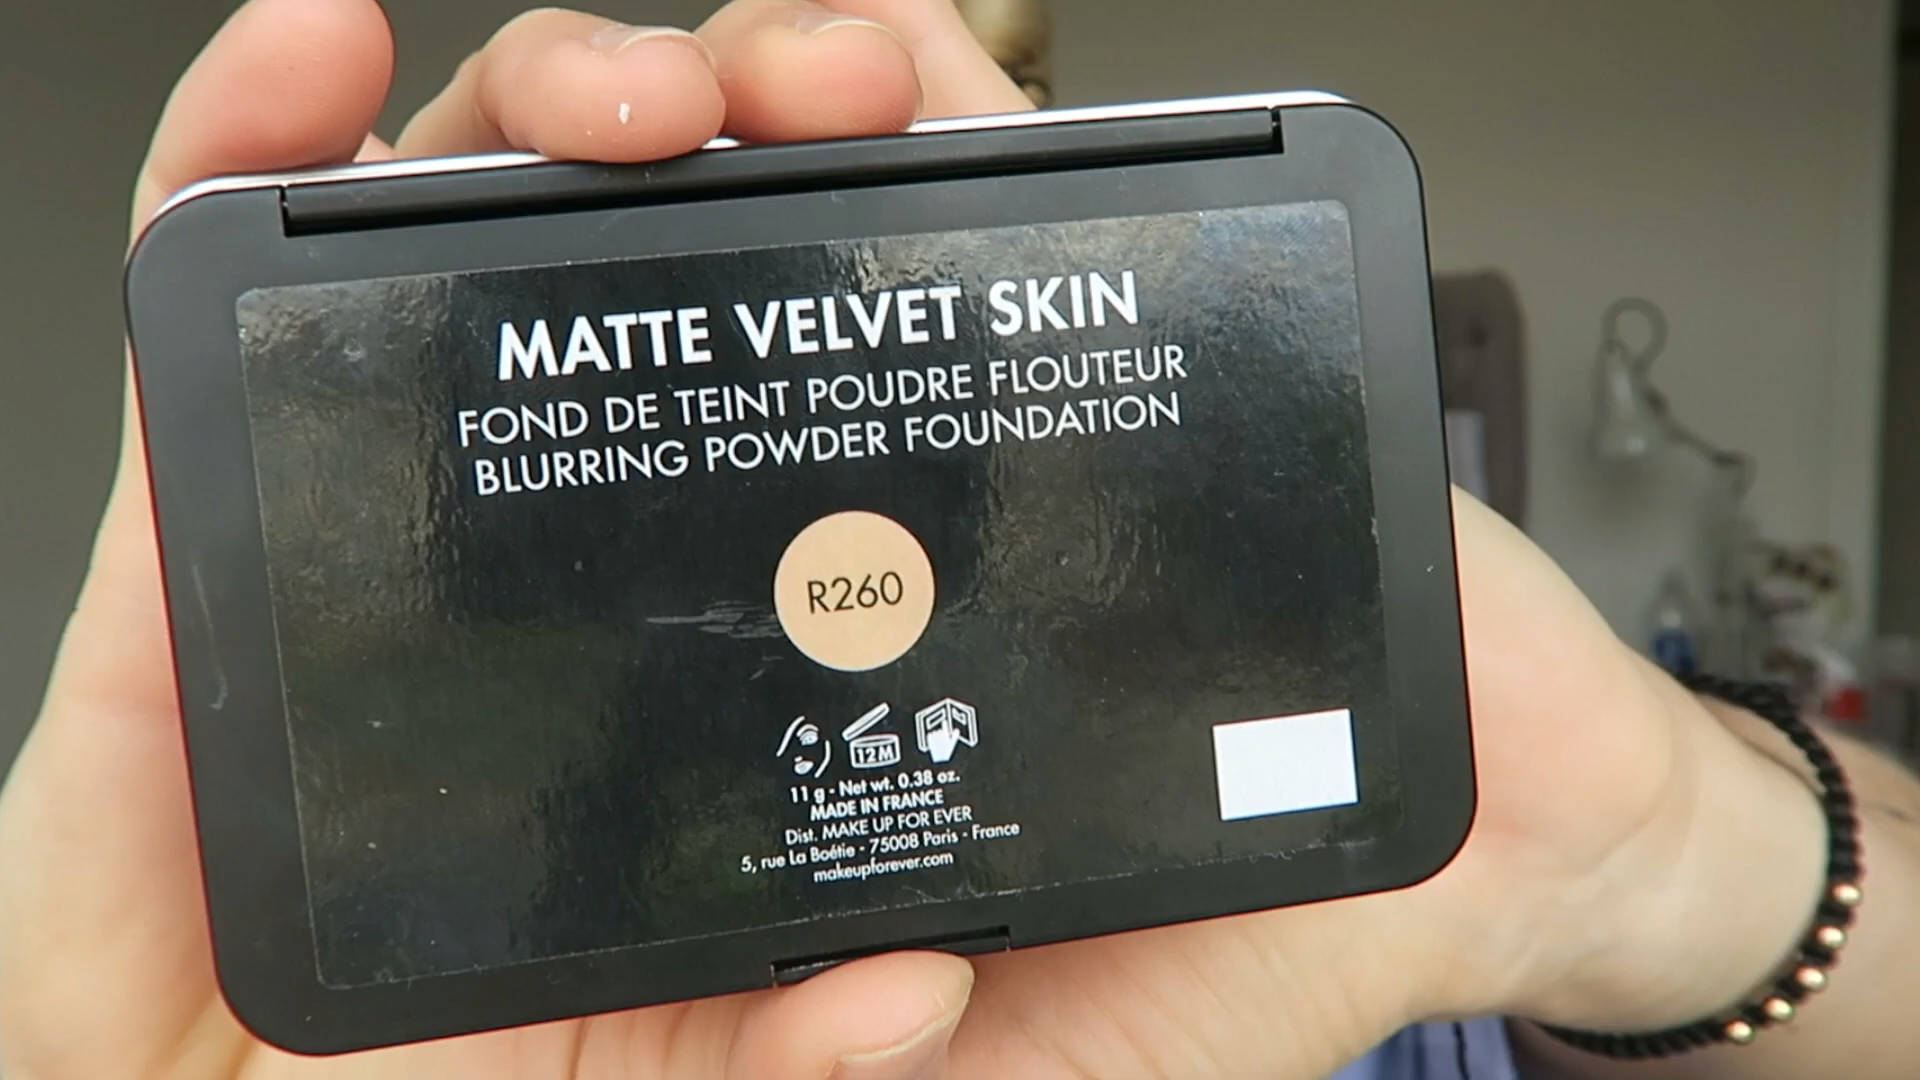 MATTE VELVET SKIN
FOND DE TEINT POUDRE FLOUTEUR
BLURRING POWDER FOUNDATION
R260
12M
11 g - Net wt. 0.38 oz.
MADE IN FRANCE
Dist. MAKE UP FOR EVER
5, rue La Boétie - 75008 Paris - France
makeupforever.com